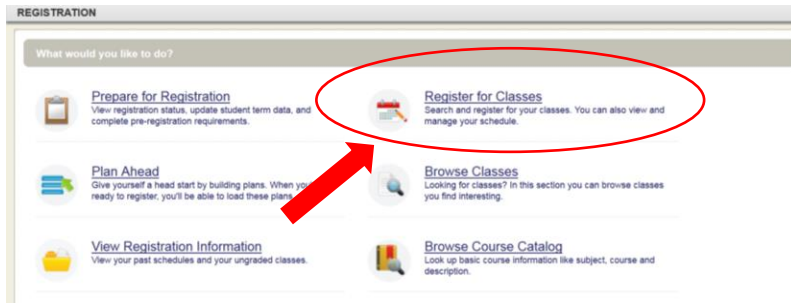 REGISTRATION
What would you like to do?
Prepare for Registration
View registration status, update student term data, and
complete pre-registration requirements.
Register for Classes
Search and register for your classes. You can also view and
manage your schedule.
Plan Ahead
Give yourself a head start by building plans. When you
ready to register, you'll be able to load these plans
Browse Classes
Looking for classes? In this section you can browse classes
you find interesting.
View Registration Information
View your past schedules and your ungraded classes.
Browse Course Catalog
Look up basic course information like subject, course and
description.